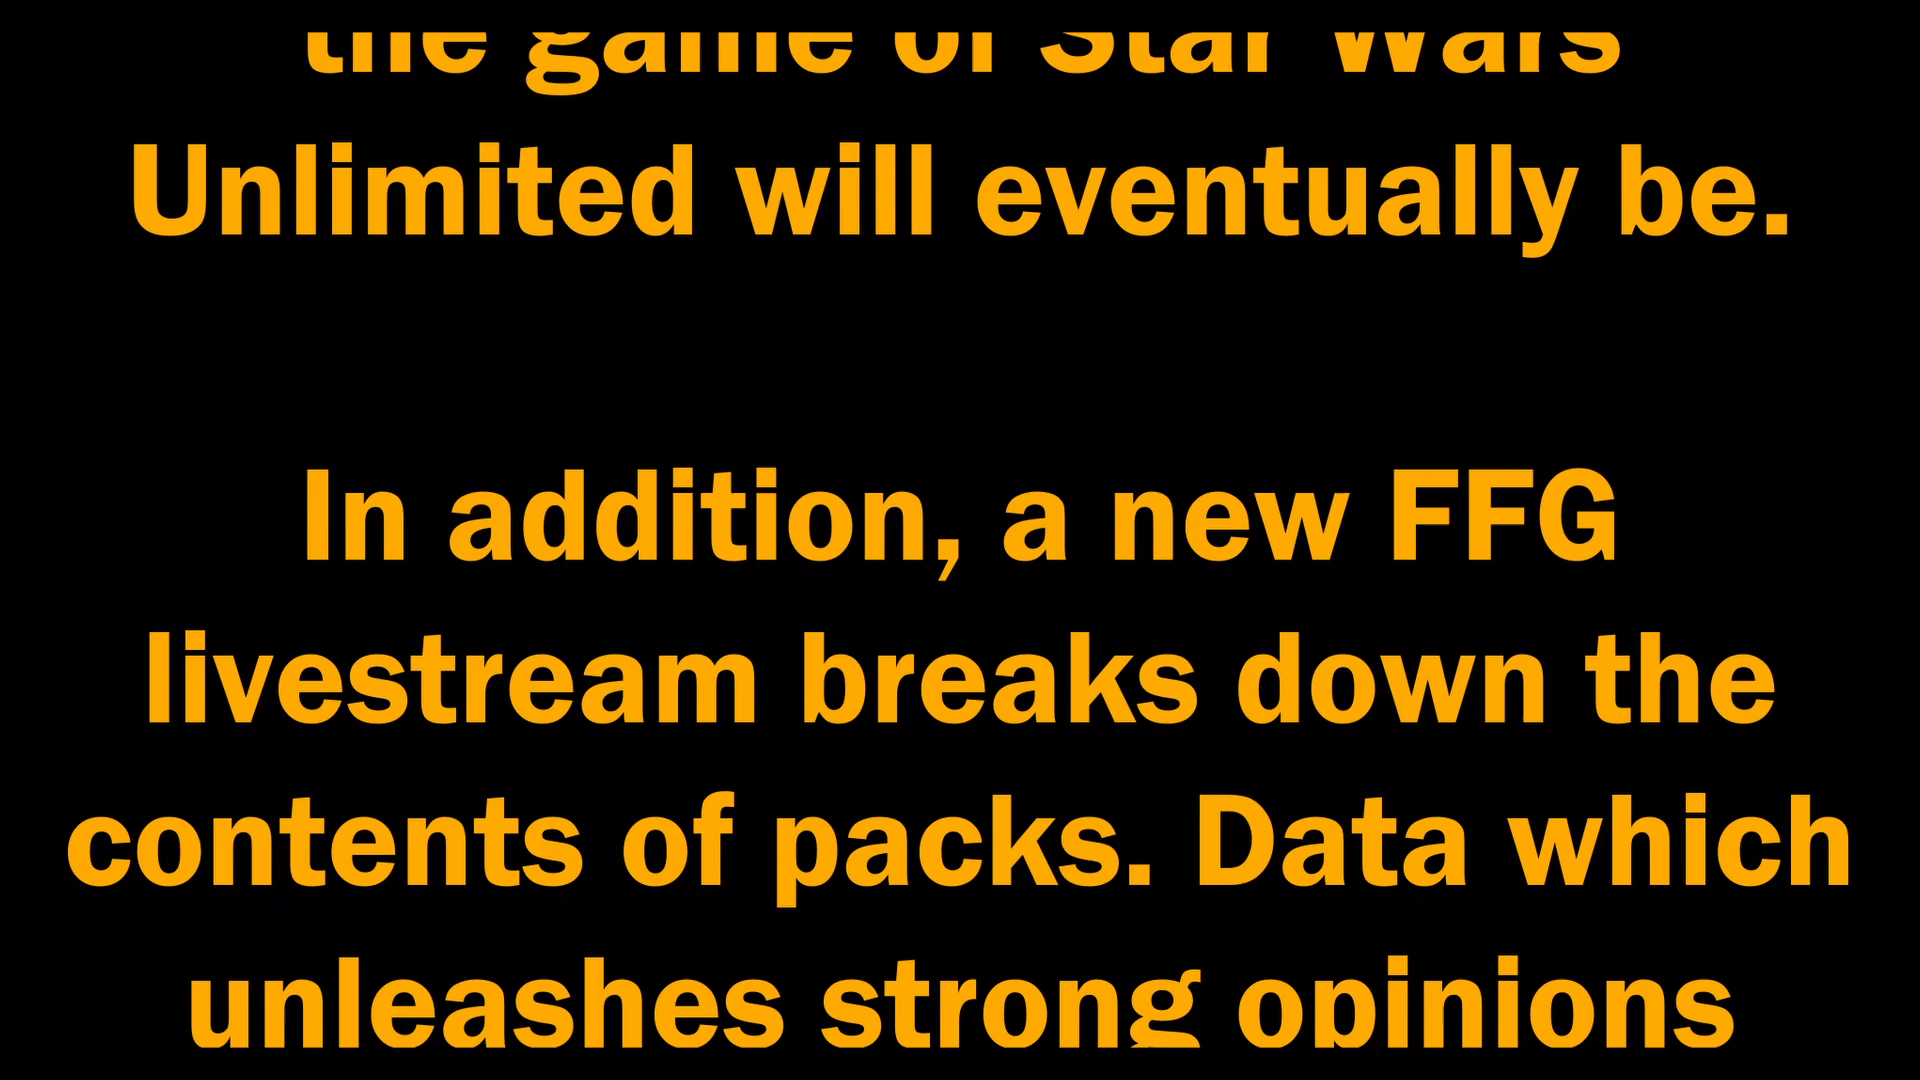 the game of Star Wars
Unlimited will eventually be.
In addition, a new FFG
livestream breaks down the
contents of packs. Data which
unleashes strong opinions